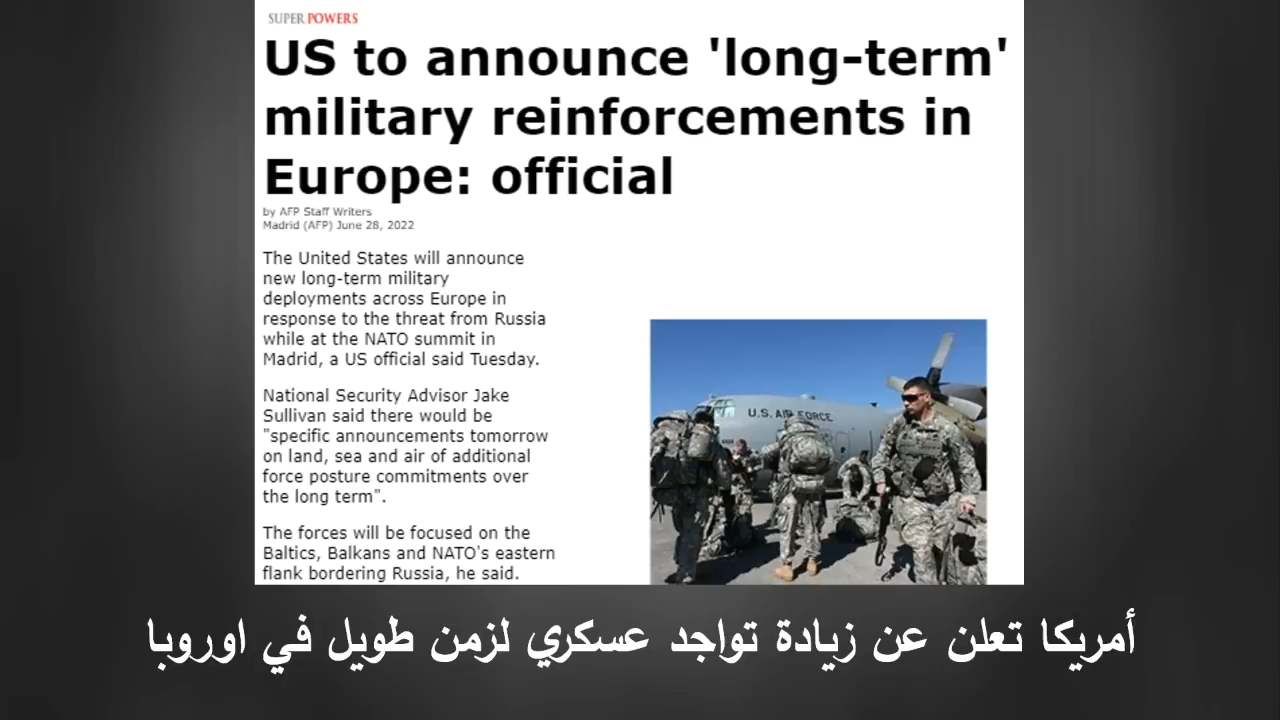 SUPER POWERS
US to announce 'long-term'
military reinforcements in
Europe: official
by AFP Staff Writers
Madrid (AFP) June 28, 2022
The United States will announce
new long-term military
deployments across Europe in
response to the threat from Russia
while at the NATO summit in
Madrid, a US official said Tuesday.
National Security Advisor Jake
Sullivan said there would be
"specific announcements tomorrow
on land, sea and air of additional
force posture commitments over
the long term".
The forces will be focused on the
Baltics, Balkans and NATO's eastern
flank bordering Russia, he said.
U.S. AIR FORCE
أمريكا تعلن عن زيادة تواجد عسكري لزمن طويل في اوروبا